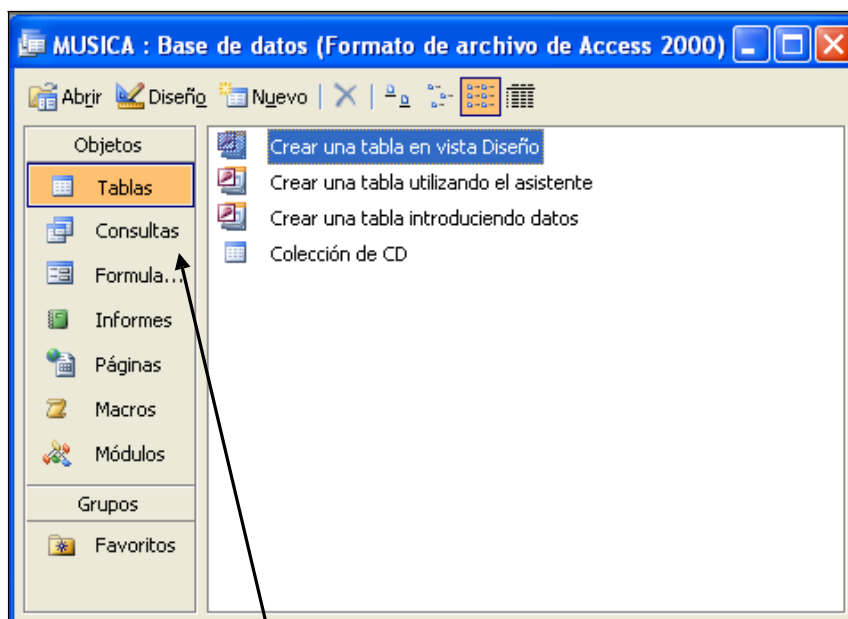 MUSICA : Base de datos (Formato de archivo de Access 2000)
Abrir Diseño Nuevo
Objetos
Tablas
Consultas
Formula...
Informes
Páginas
Macros
Módulos
Grupos
Favoritos
Crear una tabla en vista Diseño
Crear una tabla utilizando el asistente
Crear una tabla introduciendo datos
Colección de CD